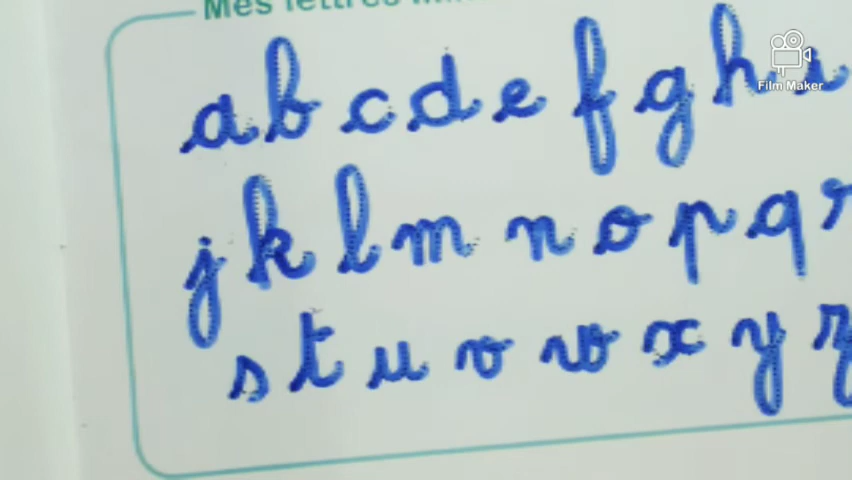 Mes lettres
a b c d e f g h i
j k l m n o p q r
s t u v w x y z
Film Maker